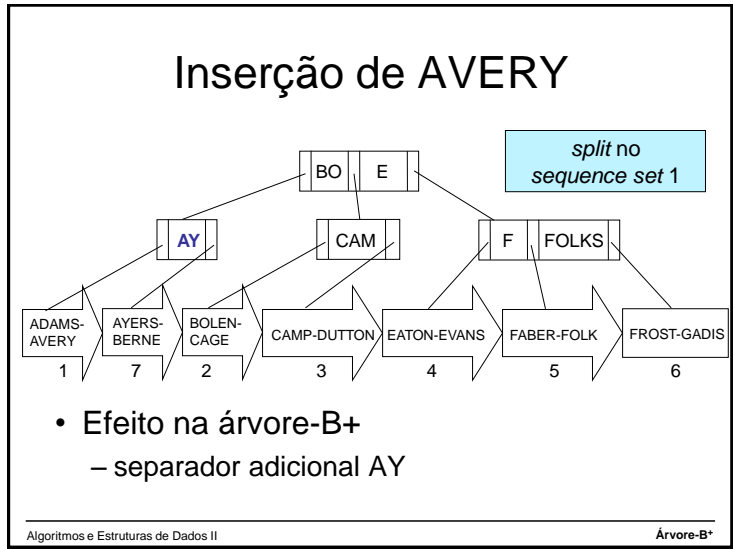 Inserção de AVERY
split no
sequence set 1
BO E
AY CAM F FOLKS
ADAMS-
AVERY
AYERS-
BERNE
BOLEN-
CAGE
CAMP-DUTTON
EATON-EVANS
FABER-FOLK
FROST-GADIS
1 7 2 3 4 5 6
• Efeito na árvore-B+
– separador adicional AY
Algoritmos e Estruturas de Dados II
Árvore-B+